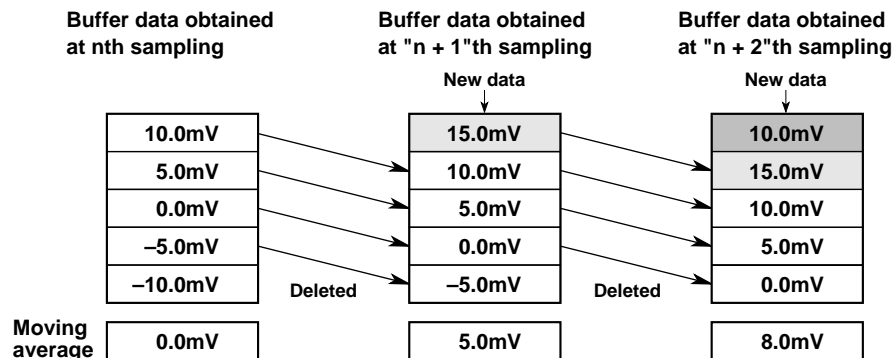 Buffer data obtained
at nth sampling
Buffer data obtained
at "n + 1"th sampling
Buffer data obtained
at "n + 2"th sampling
New data
New data
10.0mV
5.0mV
0.0mV
–5.0mV
–10.0mV
15.0mV
10.0mV
5.0mV
0.0mV
–5.0mV
10.0mV
15.0mV
10.0mV
5.0mV
0.0mV
Deleted
Deleted
Moving
average
0.0mV
5.0mV
8.0mV